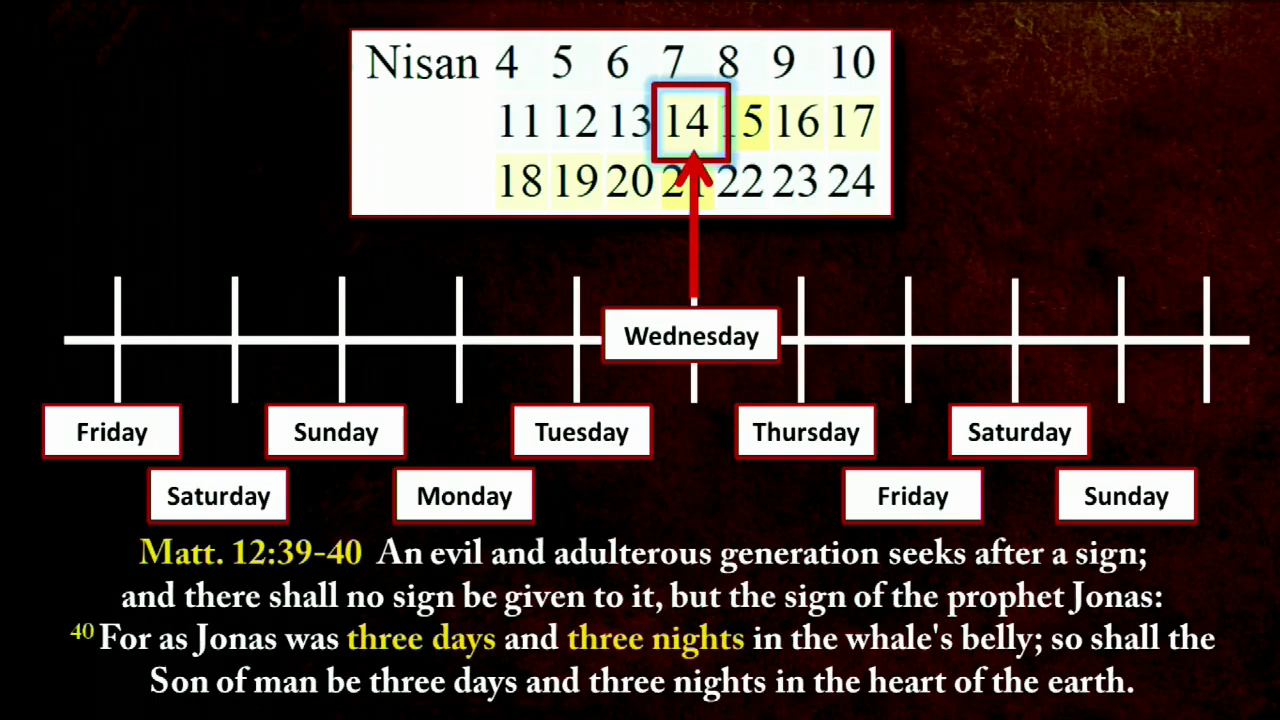 Nisan 4 5 6 7 8 9 10
11 12 13 14 15 16 17
18 19 20 21 22 23 24
Wednesday
Friday Sunday Tuesday Thursday Saturday
Saturday Monday Friday Sunday
Matt. 12:39-40 An evil and adulterous generation seeks after a sign;
and there shall no sign be given to it, but the sign of the prophet Jonas:
40 For as Jonas was three days and three nights in the whale's belly; so shall the
Son of man be three days and three nights in the heart of the earth.